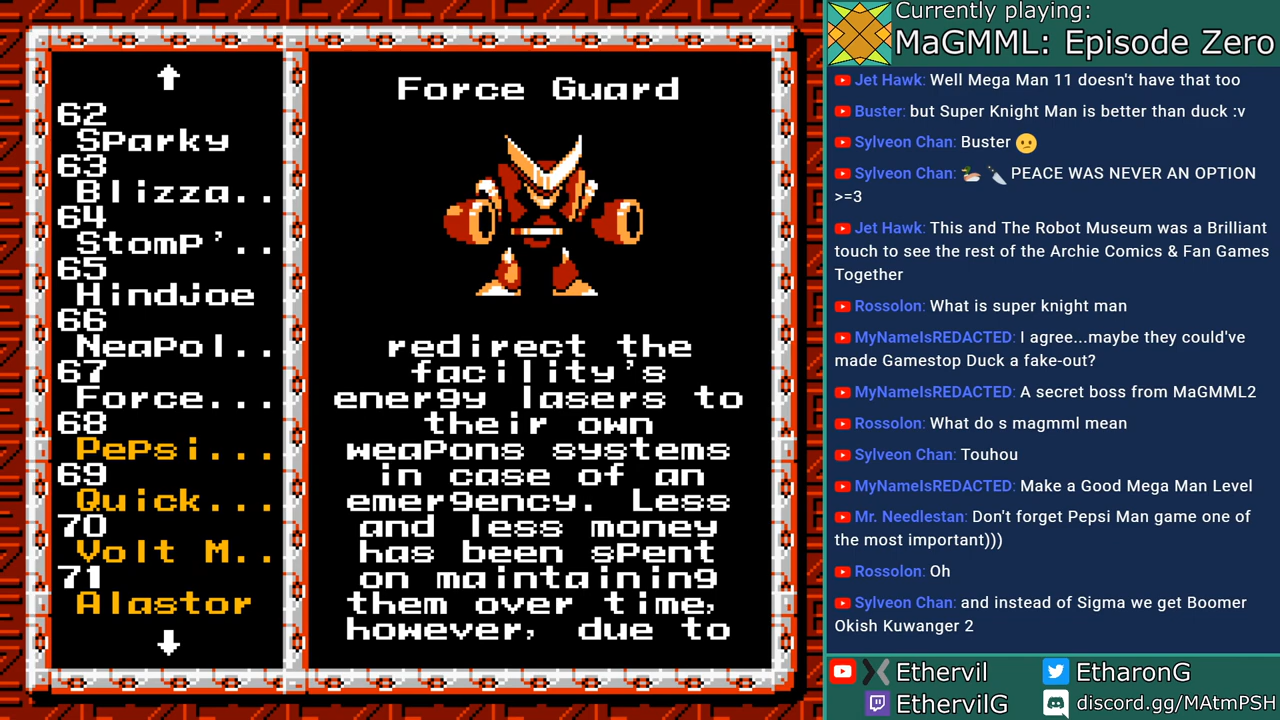 62
Sparky
63
Blizza..
64
Stomp'..
65
Hindjoe
66
Neapol..
67
Force...
68
Pepsi...
69
Quick...
70
Volt M..
71
Alastor
Force Guard
redirect the
facility's
energy lasers to
their own
weapons systems
in case of an
emergency. Less
and less money
has been spent
on maintaining
them over time,
however, due to
Currently playing:
MaGMML: Episode Zero
Jet Hawk: Well Mega Man 11 doesn't have that too
Buster: but Super Knight Man is better than duck :v
Sylveon Chan: Buster 😕
Sylveon Chan: 🦆🔪 PEACE WAS NEVER AN OPTION
>=3
Jet Hawk: This and The Robot Museum was a Brilliant
touch to see the rest of the Archie Comics & Fan Games
Together
Rossolon: What is super knight man
MyNameIsREDACTED: I agree...maybe they could've
made Gamestop Duck a fake-out?
MyNameIsREDACTED: A secret boss from MaGMML2
Rossolon: What do s magmml mean
Sylveon Chan: Touhou
MyNameIsREDACTED: Make a Good Mega Man Level
Mr. Needlestan: Don't forget Pepsi Man game one of
the most important)))
Rossolon: Oh
Sylveon Chan: and instead of Sigma we get Boomer
Okish Kuwanger 2
Ethervil
EtharonG
EthervilG
discord.gg/MAtmPSH